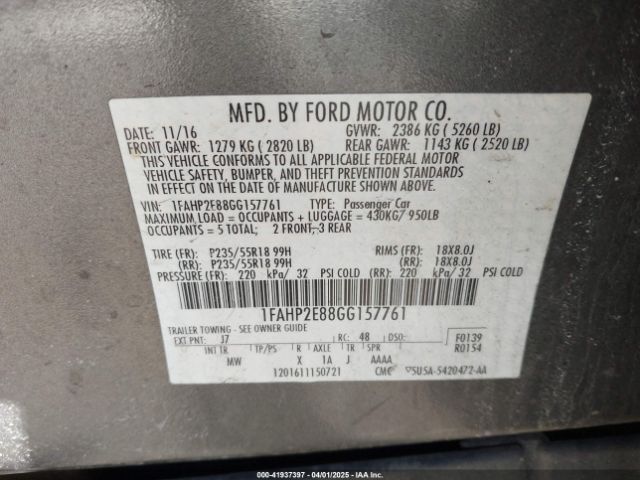 MFD. BY FORD MOTOR CO.
DATE: 11/16 GVWR: 2386 KG ( 5260 LB)
FRONT GAWR: 1279 KG ( 2820 LB) REAR GAWR: 1143 KG ( 2520 LB)
THIS VEHICLE CONFORMS TO ALL APPLICABLE FEDERAL MOTOR
VEHICLE SAFETY, BUMPER, AND THEFT PREVENTION STANDARDS
IN EFFECT ON THE DATE OF MANUFACTURE SHOWN ABOVE.
VIN: 1FAHP2E88GG157761 TYPE: Passenger Car
MAXIMUM LOAD = OCCUPANTS + LUGGAGE = 430KG/ 950LB
OCCUPANTS = 5 TOTAL; 2 FRONT, 3 REAR
TIRE (FR): P235/55R18 99H RIMS (FR): 18X8.0J
(RR): P235/55R18 99H (RR): 18X8.0J
PRESSURE (FR): 220 kPa/ 32 PSI COLD (RR): 220 kPa/ 32 PSI COLD
1FAHP2E88GG157761
TRAILER TOWING - SEE OWNER GUIDE
EXT PNT: J7 RC: 48 DSO: F0139
INT TR TP/PS R AXLE TR SPR R0154
MW X 1A J AAAA
1201611150721 CMC 5U5A-5420472-AA
© 41937397 - 04/01/2025 - IAA Inc.